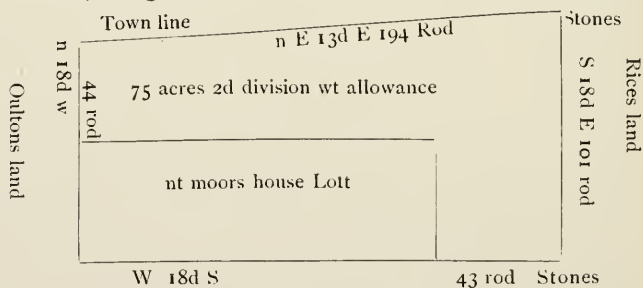 Town line
n E 13d E 194 Rod
Stones
n 18d w
44 rod
Oultons land
75 acres 2d division wt allowance
S 18d E 101 rod
Rices land
nt moors house Lott
W 18d S
43 rod Stones